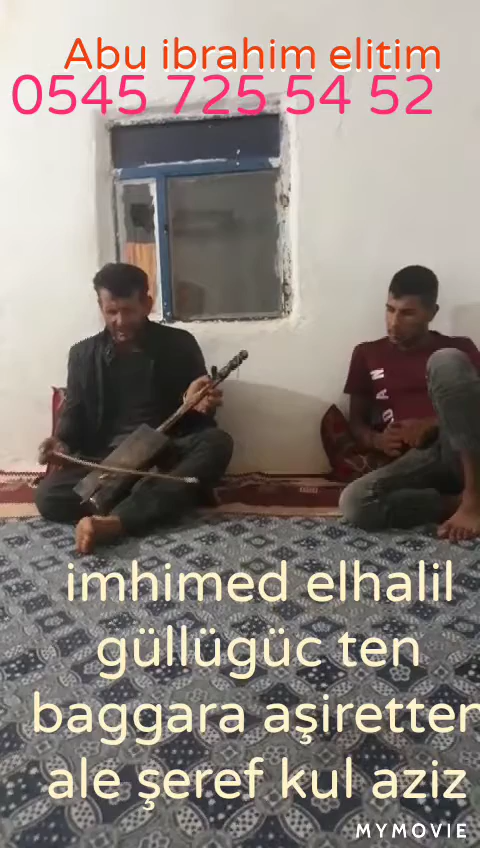 Abu ibrahim elitim
0545 725 54 52
imhimed elhalil
güllügüc ten
baggara aşiretten
ale şeref kul aziz
MYMOVIE